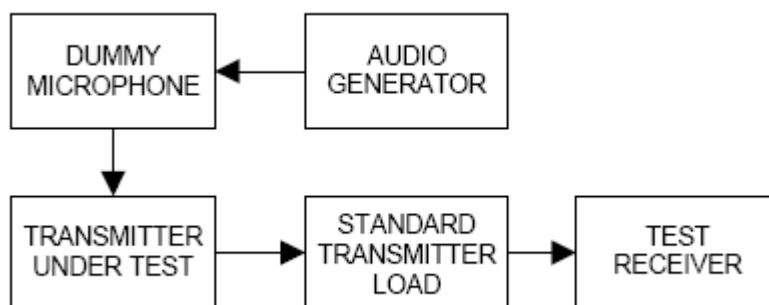 DUMMY
MICROPHONE
AUDIO
GENERATOR
TRANSMITTER
UNDER TEST
STANDARD
TRANSMITTER
LOAD
TEST
RECEIVER